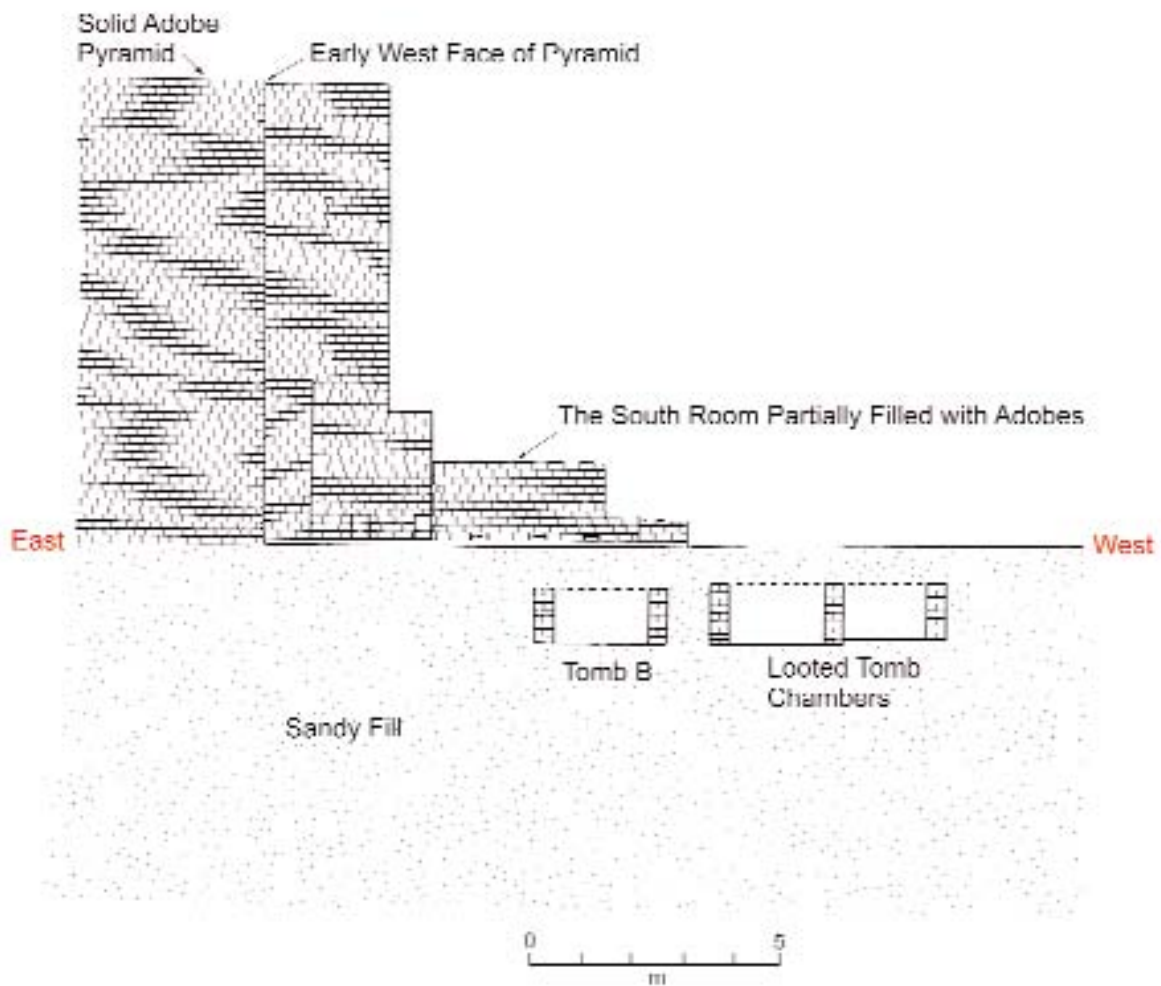 Solid Adobe
Pyramid
Early West Face of Pyramid
The South Room Partially Filled with Adobes
East
West
Tomb B
Looted Tomb
Chambers
Sandy Fill
0 5
m